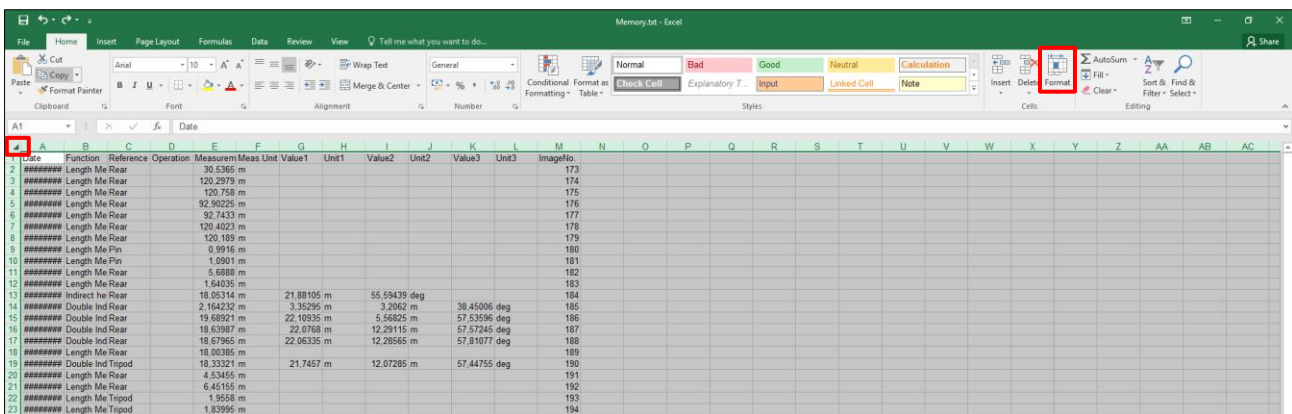 Memory.txt - Excel
File Home Insert Page Layout Formulas Data Review View Tell me what you want to do... Share
Paste Cut Copy Format Painter
Arial 10 A A Wrap Text General
B I U A Merge & Center % ,
Conditional Formatting Format as Table
Normal Bad Good Neutral Calculation
Check Cell Explanatory T... Input Linked Cell Note
Insert Delete Format
AutoSum Fill Clear Sort & Filter Find & Select
Clipboard Font Alignment Number Styles Cells Editing
A1 fx Date
A B C D E F G H I J K L M N O P Q R S T U V W X Y Z AA AB AC
1 Date Function Reference Operation Measurem Meas.Unit Value1 Unit1 Value2 Unit2 Value3 Unit3 ImageNo.
2 ######## Length Me Rear 30,5365 m 173
3 ######## Length Me Rear 120,2979 m 174
4 ######## Length Me Rear 120,758 m 175
5 ######## Length Me Rear 92,90225 m 176
6 ######## Length Me Rear 92,7433 m 177
7 ######## Length Me Rear 120,4023 m 178
8 ######## Length Me Rear 120,189 m 179
9 ######## Length Me Pin 0,9916 m 180
10 ######## Length Me Pin 1,0901 m 181
11 ######## Length Me Rear 5,6888 m 182
12 ######## Length Me Rear 1,64035 m 183
13 ######## Indirect he Rear 18,05314 m 21,88105 m 55,59439 deg 184
14 ######## Double Ind Rear 2,164232 m 3,35295 m 3,2062 m 38,45006 deg 185
15 ######## Double Ind Rear 19,68921 m 22,10935 m 5,56825 m 57,53596 deg 186
16 ######## Double Ind Rear 18,63987 m 22,0768 m 12,29115 m 57,57245 deg 187
17 ######## Double Ind Rear 18,67965 m 22,06335 m 12,28565 m 57,81077 deg 188
18 ######## Length Me Rear 18,00385 m 189
19 ######## Double Ind Tripod 18,33321 m 21,7457 m 12,07285 m 57,44755 deg 190
20 ######## Length Me Rear 4,53455 m 191
21 ######## Length Me Rear 6,45155 m 192
22 ######## Length Me Tripod 1,9558 m 193
23 ######## Length Me Tripod 1,83995 m 194